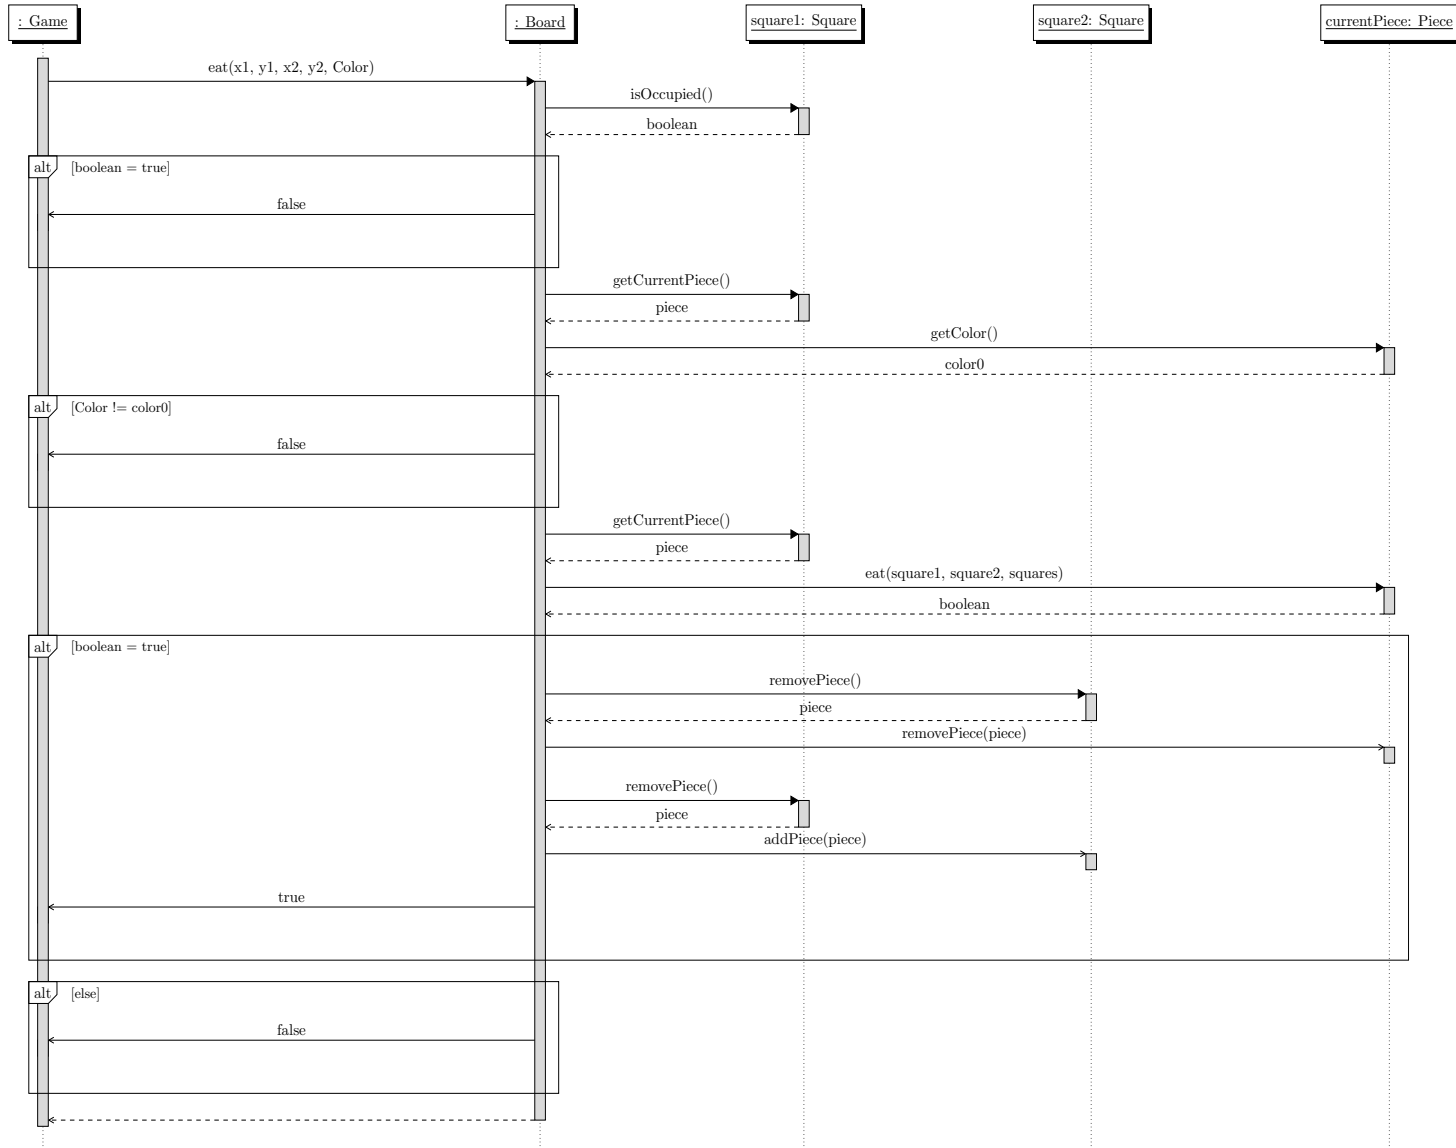 : Game
: Board
square1: Square
square2: Square
currentPiece: Piece
eat(x1, y1, x2, y2, Color)
isOccupied()
boolean
alt [boolean = true]
false
getCurrentPiece()
piece
getColor()
color0
alt [Color != color0]
false
getCurrentPiece()
piece
eat(square1, square2, squares)
boolean
alt [boolean = true]
removePiece()
piece
removePiece(piece)
removePiece()
piece
addPiece(piece)
true
alt [else]
false